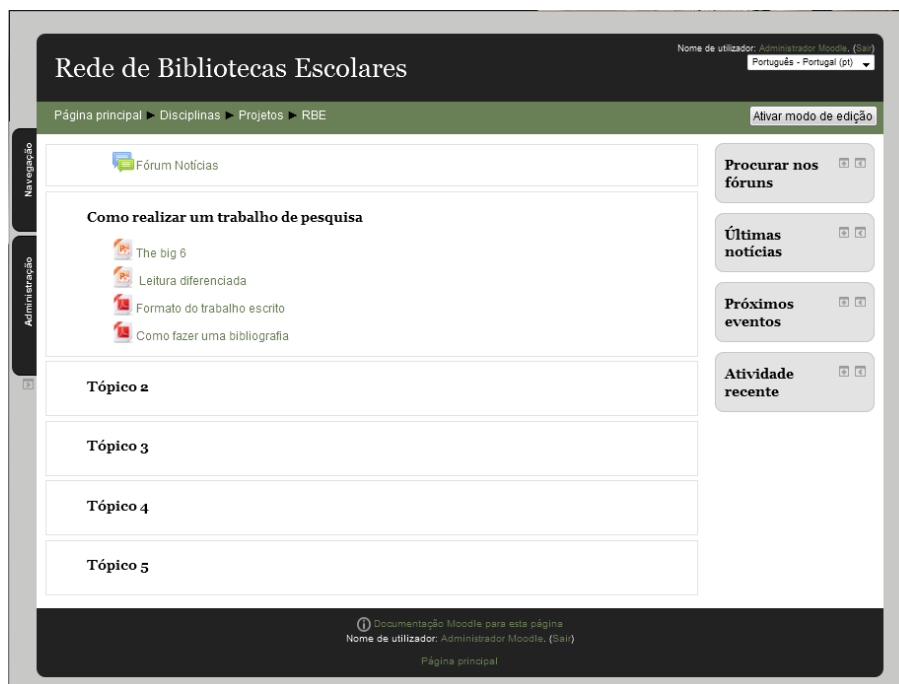 Nome de utilizador: Administrador Moodle. (Sair)
Rede de Bibliotecas Escolares
Português - Portugal (pt)
Página principal ► Disciplinas ► Projetos ► RBE
Ativar modo de edição
Navegação
Administração
Fórum Notícias
Como realizar um trabalho de pesquisa
The big 6
Leitura diferenciada
Formato do trabalho escrito
Como fazer uma bibliografia
Tópico 2
Tópico 3
Tópico 4
Tópico 5
Procurar nos
fóruns
Últimas
notícias
Próximos
eventos
Atividade
recente
Documentação Moodle para esta página
Nome de utilizador: Administrador Moodle. (Sair)
Página principal